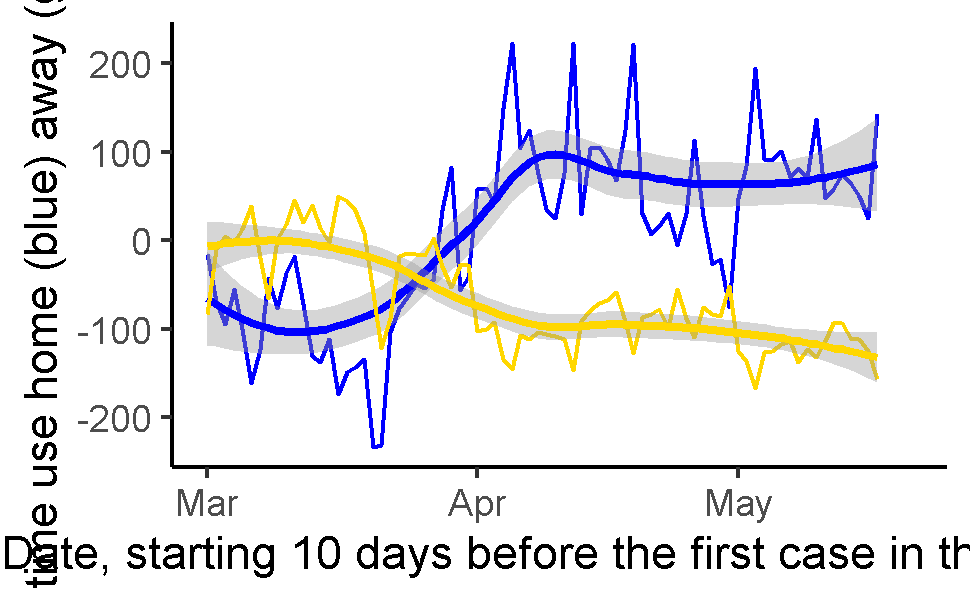 time use home (blue) away (
200
100
0
-100
-200
Mar Apr May
Date, starting 10 days before the first case in th